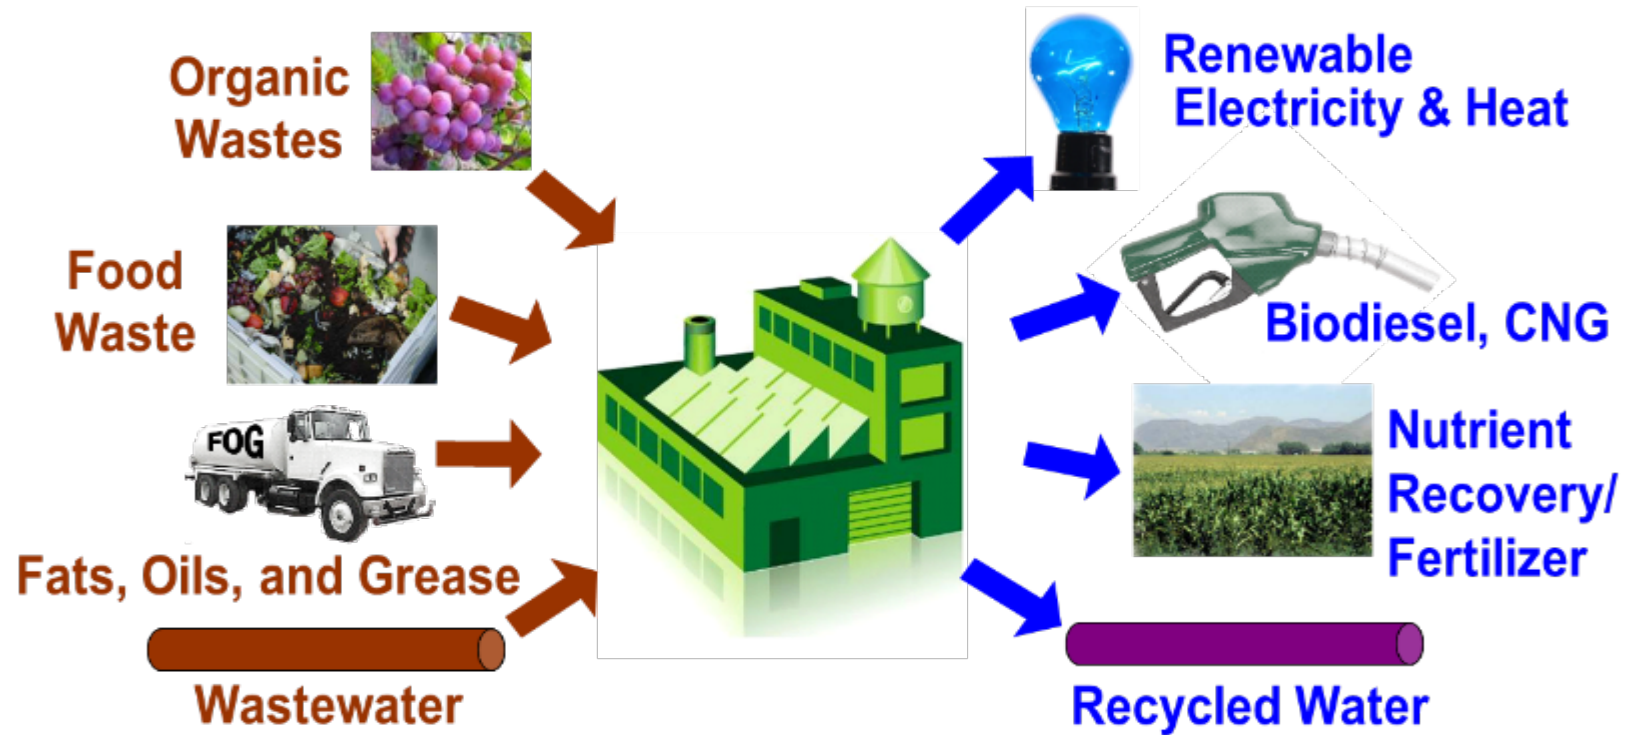 Organic
Wastes
Food
Waste
FOG
Fats, Oils, and Grease
Wastewater
Renewable
Electricity & Heat
Biodiesel, CNG
Nutrient
Recovery/
Fertilizer
Recycled Water